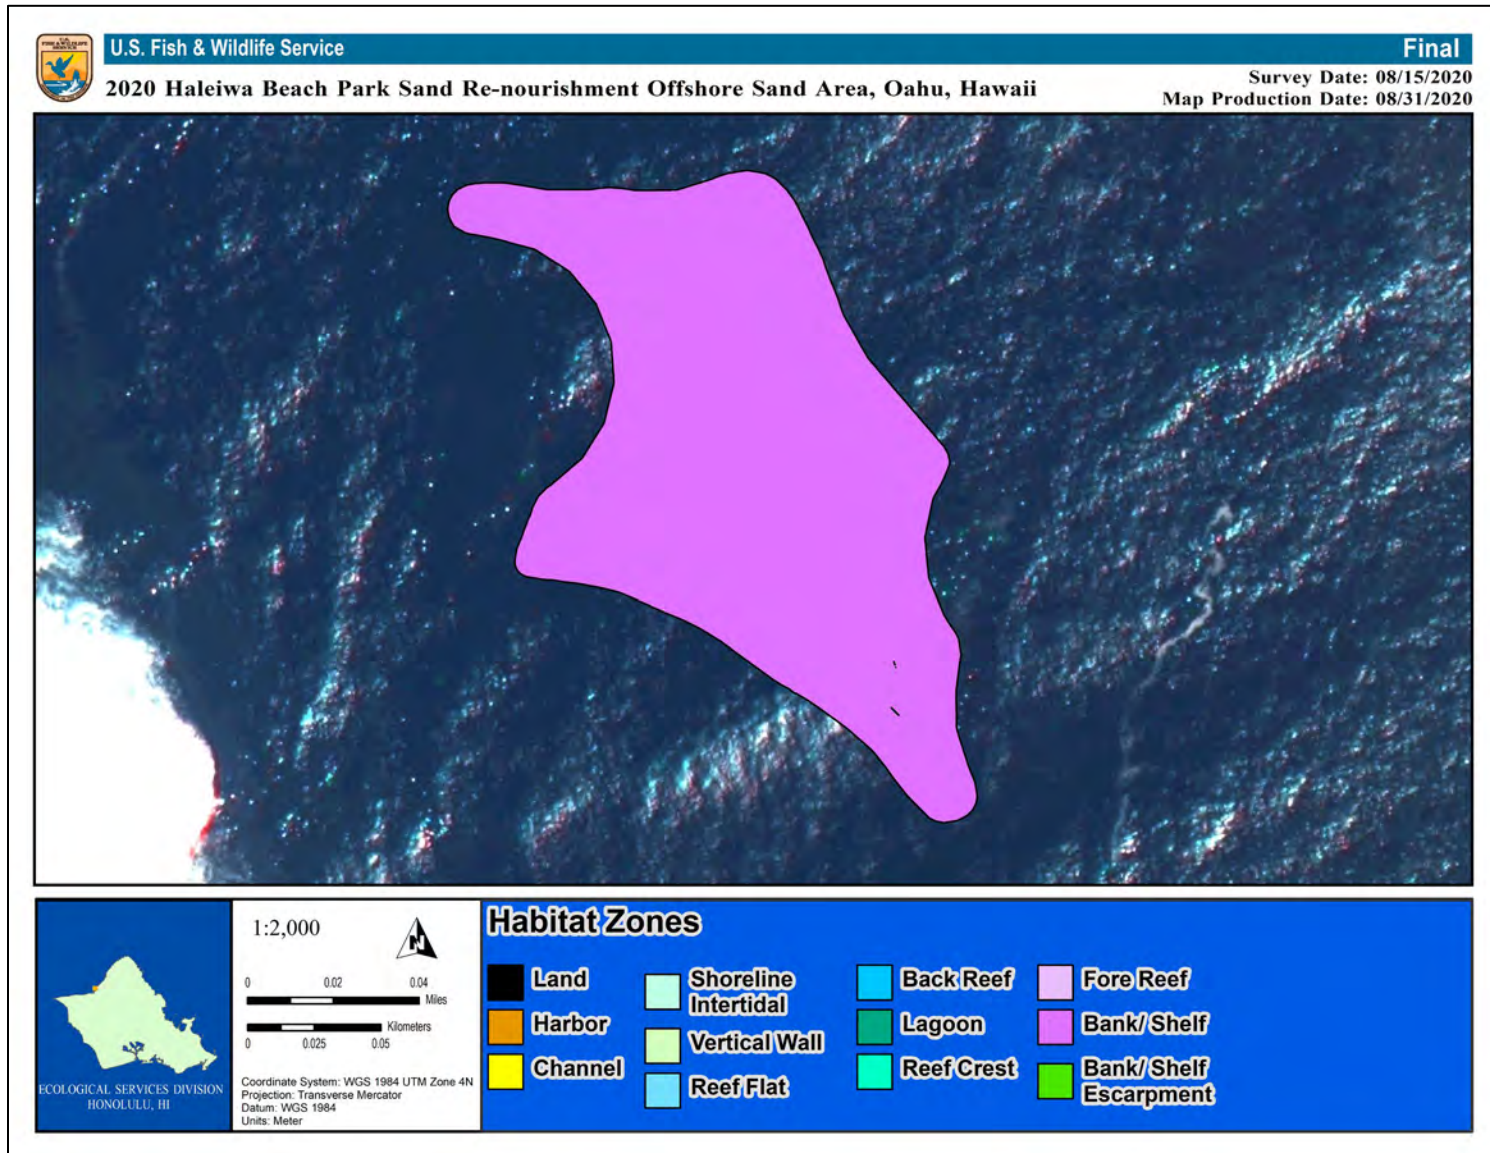 U.S.
FISH & WILDLIFE
SERVICE
U.S. Fish & Wildlife Service
Final
2020 Haleiwa Beach Park Sand Re-nourishment Offshore Sand Area, Oahu, Hawaii
Survey Date: 08/15/2020
Map Production Date: 08/31/2020
ECOLOGICAL SERVICES DIVISION
HONOLULU, HI
1:2,000
N
0 0.02 0.04
Miles
Kilometers
0 0.025 0.05
Coordinate System: WGS 1984 UTM Zone 4N
Projection: Transverse Mercator
Datum: WGS 1984
Units: Meter
Habitat Zones
Land
Harbor
Channel
Shoreline
Intertidal
Vertical Wall
Reef Flat
Back Reef
Lagoon
Reef Crest
Fore Reef
Bank/ Shelf
Bank/ Shelf
Escarpment